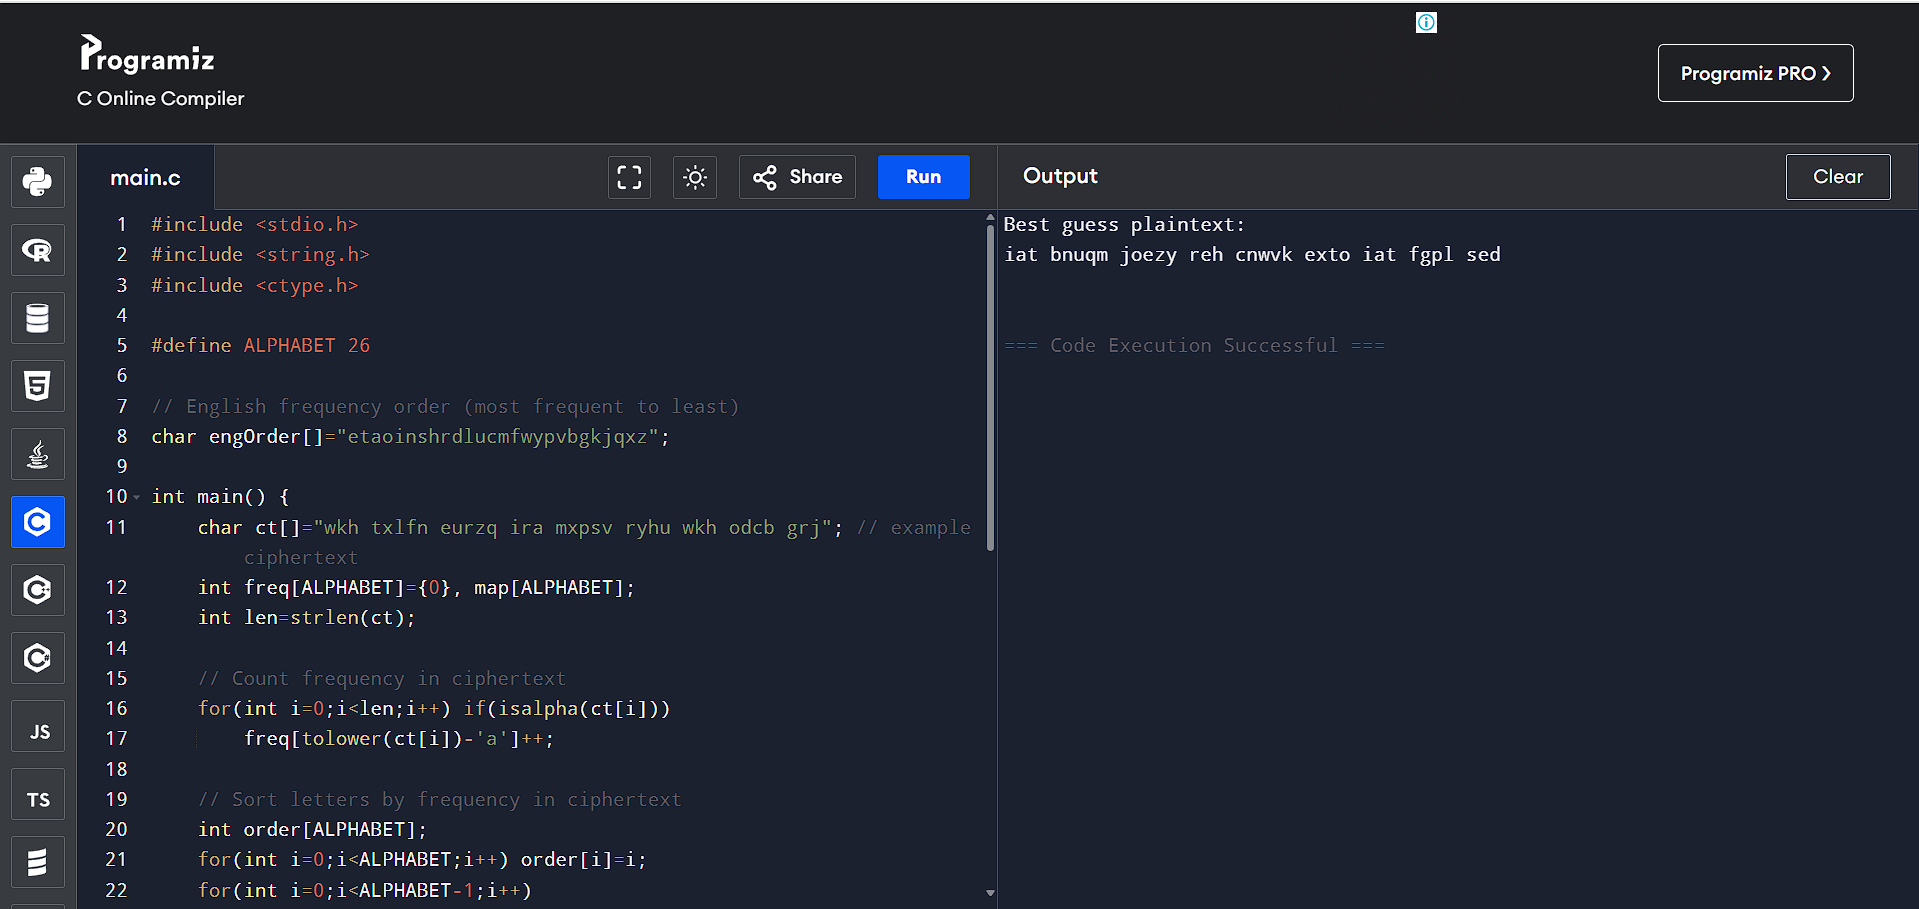 Programiz
C Online Compiler
Programiz PRO ❯
main.c
Share
Run
Output
Clear
1 #include <stdio.h>
2 #include <string.h>
3 #include <ctype.h>
4
5 #define ALPHABET 26
6
7 // English frequency order (most frequent to least)
8 char engOrder[]="etaoinshrdlucmfwypvbgkjqxz";
9
10 int main() {
11 char ct[]="wkh txlfn eurzq ira mxpsv ryhu wkh odcb grj"; // example
ciphertext
12 int freq[ALPHABET]={0}, map[ALPHABET];
13 int len=strlen(ct);
14
15 // Count frequency in ciphertext
16 for(int i=0;i<len;i++) if(isalpha(ct[i]))
17 freq[tolower(ct[i])-'a']++;
18
19 // Sort letters by frequency in ciphertext
20 int order[ALPHABET];
21 for(int i=0;i<ALPHABET;i++) order[i]=i;
22 for(int i=0;i<ALPHABET-1;i++)
Best guess plaintext:
iat bnuqm joezy reh cnwvk exto iat fgpl sed
=== Code Execution Successful ===
R
5
C
C++
C#
JS
TS